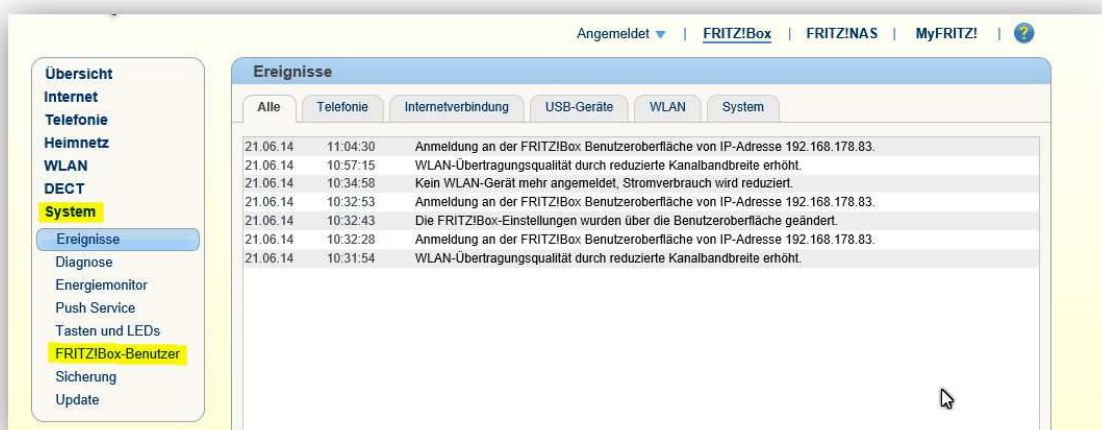 Angemeldet | FRITZ!Box | FRITZ!NAS | MyFRITZ! | ?
Übersicht
Internet
Telefonie
Heimnetz
WLAN
DECT
System
Ereignisse
Diagnose
Energiemonitor
Push Service
Tasten und LEDs
FRITZ!Box-Benutzer
Sicherung
Update
Ereignisse
Alle Telefonie Internetverbindung USB-Geräte WLAN System
21.06.14 11:04:30 Anmeldung an der FRITZ!Box Benutzeroberfläche von IP-Adresse 192.168.178.83.
21.06.14 10:57:15 WLAN-Übertragungsqualität durch reduzierte Kanalbandbreite erhöht.
21.06.14 10:34:58 Kein WLAN-Gerät mehr angemeldet, Stromverbrauch wird reduziert.
21.06.14 10:32:53 Anmeldung an der FRITZ!Box Benutzeroberfläche von IP-Adresse 192.168.178.83.
21.06.14 10:32:43 Die FRITZ!Box-Einstellungen wurden über die Benutzeroberfläche geändert.
21.06.14 10:32:28 Anmeldung an der FRITZ!Box Benutzeroberfläche von IP-Adresse 192.168.178.83.
21.06.14 10:31:54 WLAN-Übertragungsqualität durch reduzierte Kanalbandbreite erhöht.